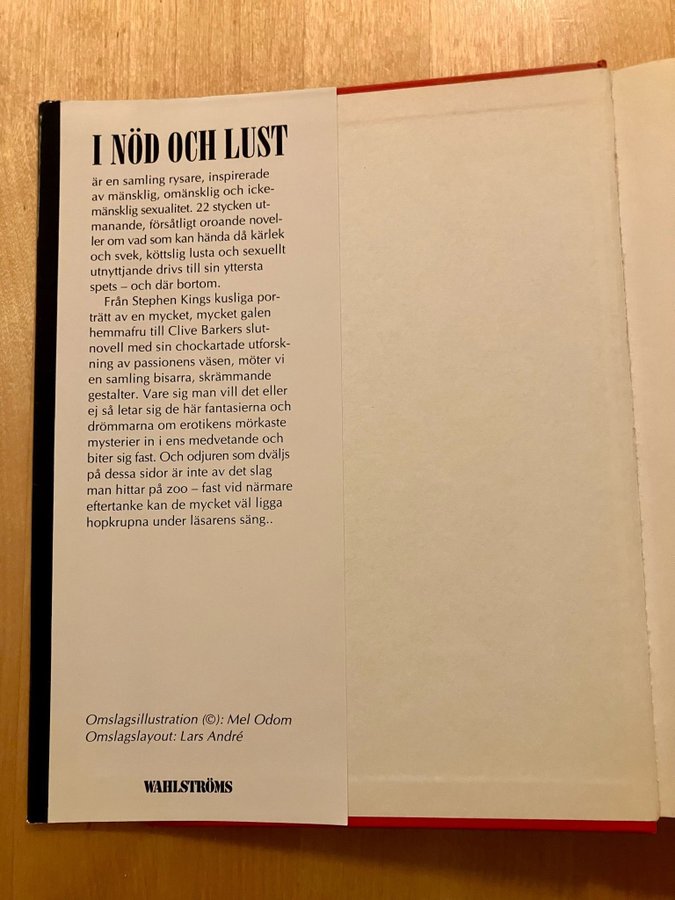 I NÖD OCH LUST
är en samling rysare, inspirerade
av mänsklig, omänsklig och icke-
mänsklig sexualitet. 22 stycken ut-
manande, försåtligt oroande novel-
ler om vad som kan hända då kärlek
och svek, köttslig lusta och sexuellt
utnyttjande drivs till sin yttersta
spets – och där bortom.
Från Stephen Kings kusliga por-
trätt av en mycket, mycket galen
hemmafru till Clive Barkers slut-
novell med sin chockartade utforsk-
ning av passionens väsen, möter vi
en samling bisarra, skrämmande
gestalter. Vare sig man vill det eller
ej så letar sig de här fantasierna och
drömmarna om erotikens mörkaste
mysterier in i ens medvetande och
biter sig fast. Och odjuren som dväljs
på dessa sidor är inte av det slag
man hittar på zoo – fast vid närmare
eftertanke kan de mycket väl ligga
hopkrupna under läsarens säng..
Omslagsillustration (©): Mel Odom
Omslagslayout: Lars André
WAHLSTRÖMS